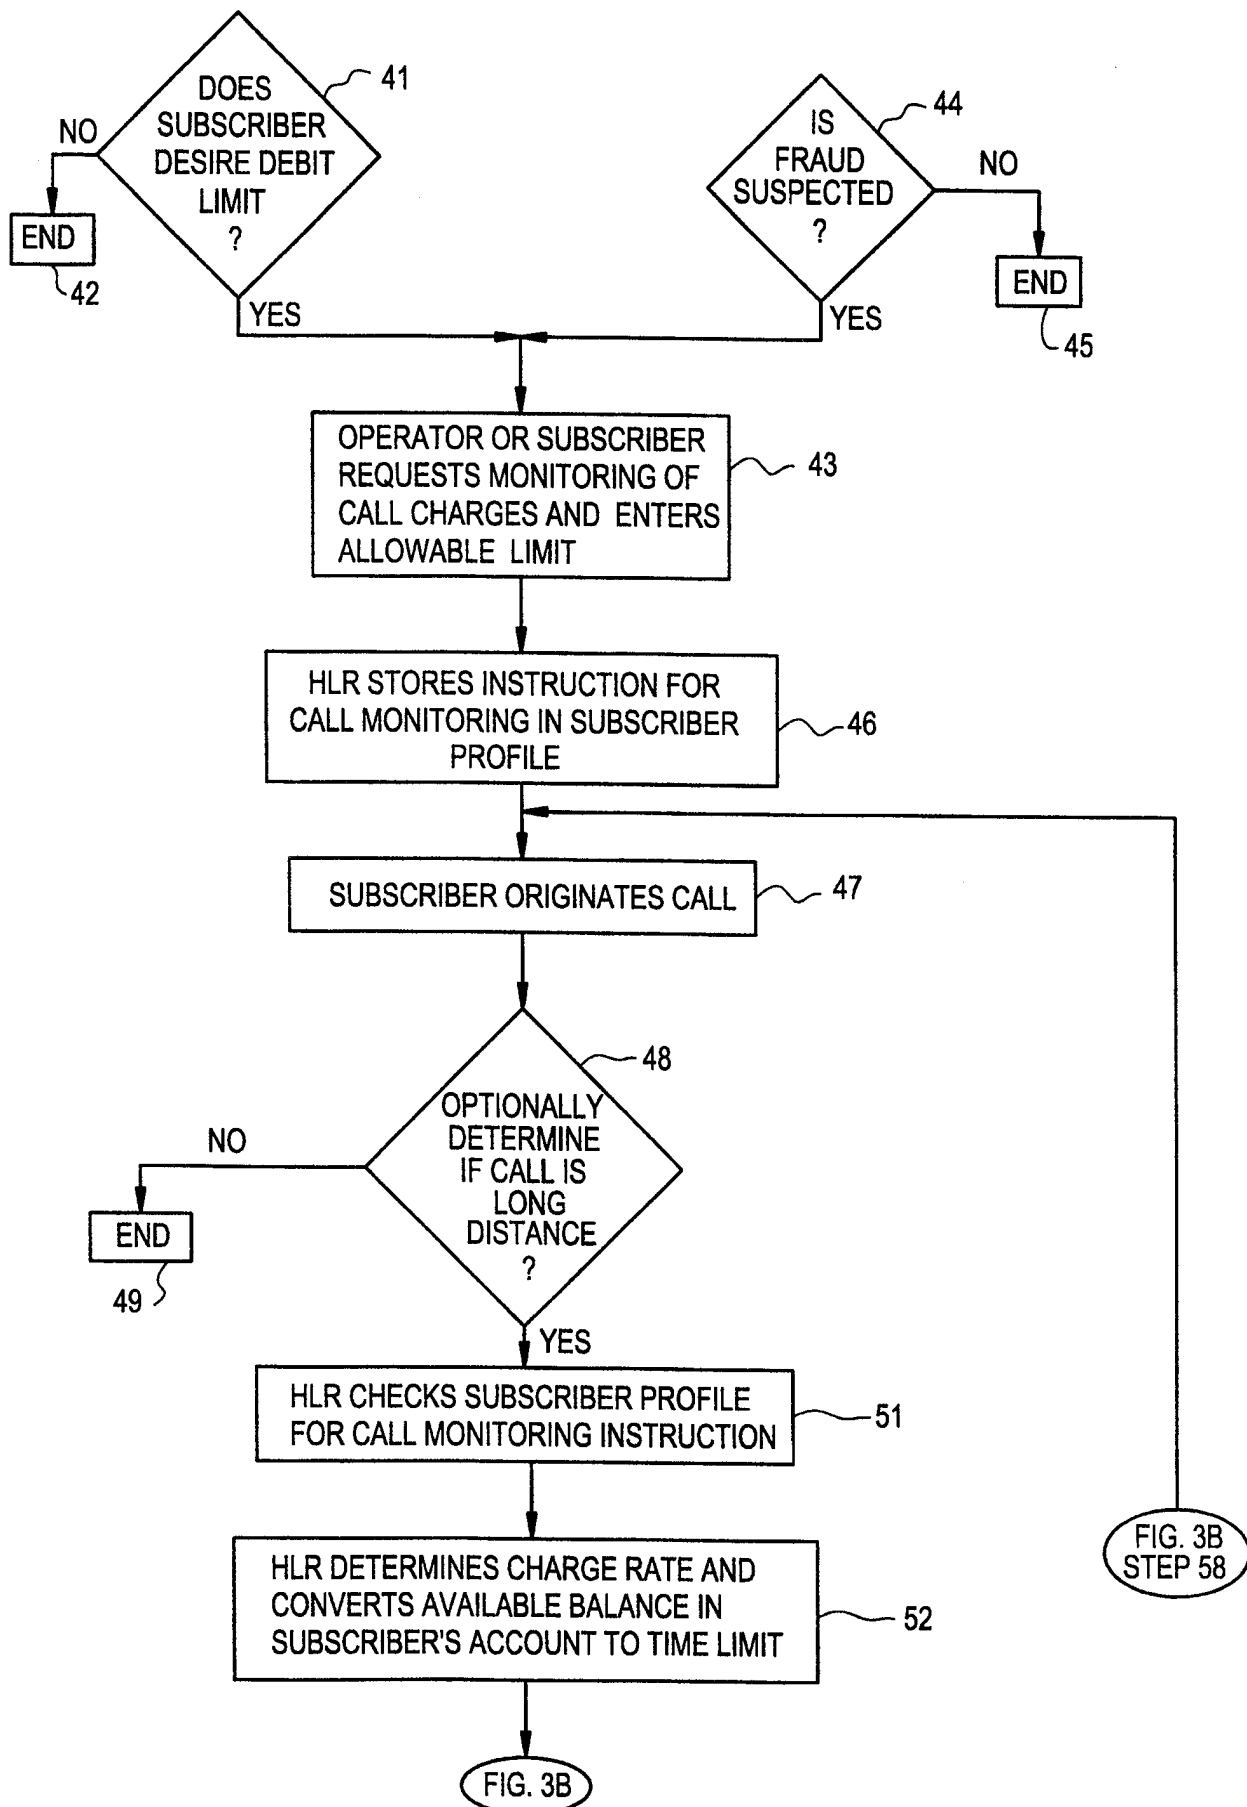 DOES
SUBSCRIBER
DESIRE DEBIT
LIMIT
?
41
NO
END
42
YES
IS
FRAUD
SUSPECTED
?
44
NO
END
45
YES
OPERATOR OR SUBSCRIBER
REQUESTS MONITORING OF
CALL CHARGES AND ENTERS
ALLOWABLE LIMIT
43
HLR STORES INSTRUCTION FOR
CALL MONITORING IN SUBSCRIBER
PROFILE
46
SUBSCRIBER ORIGINATES CALL
47
OPTIONALLY
DETERMINE
IF CALL IS
LONG
DISTANCE
?
48
NO
END
49
YES
HLR CHECKS SUBSCRIBER PROFILE
FOR CALL MONITORING INSTRUCTION
51
HLR DETERMINES CHARGE RATE AND
CONVERTS AVAILABLE BALANCE IN
SUBSCRIBER'S ACCOUNT TO TIME LIMIT
52
FIG. 3B
STEP 58
FIG. 3B